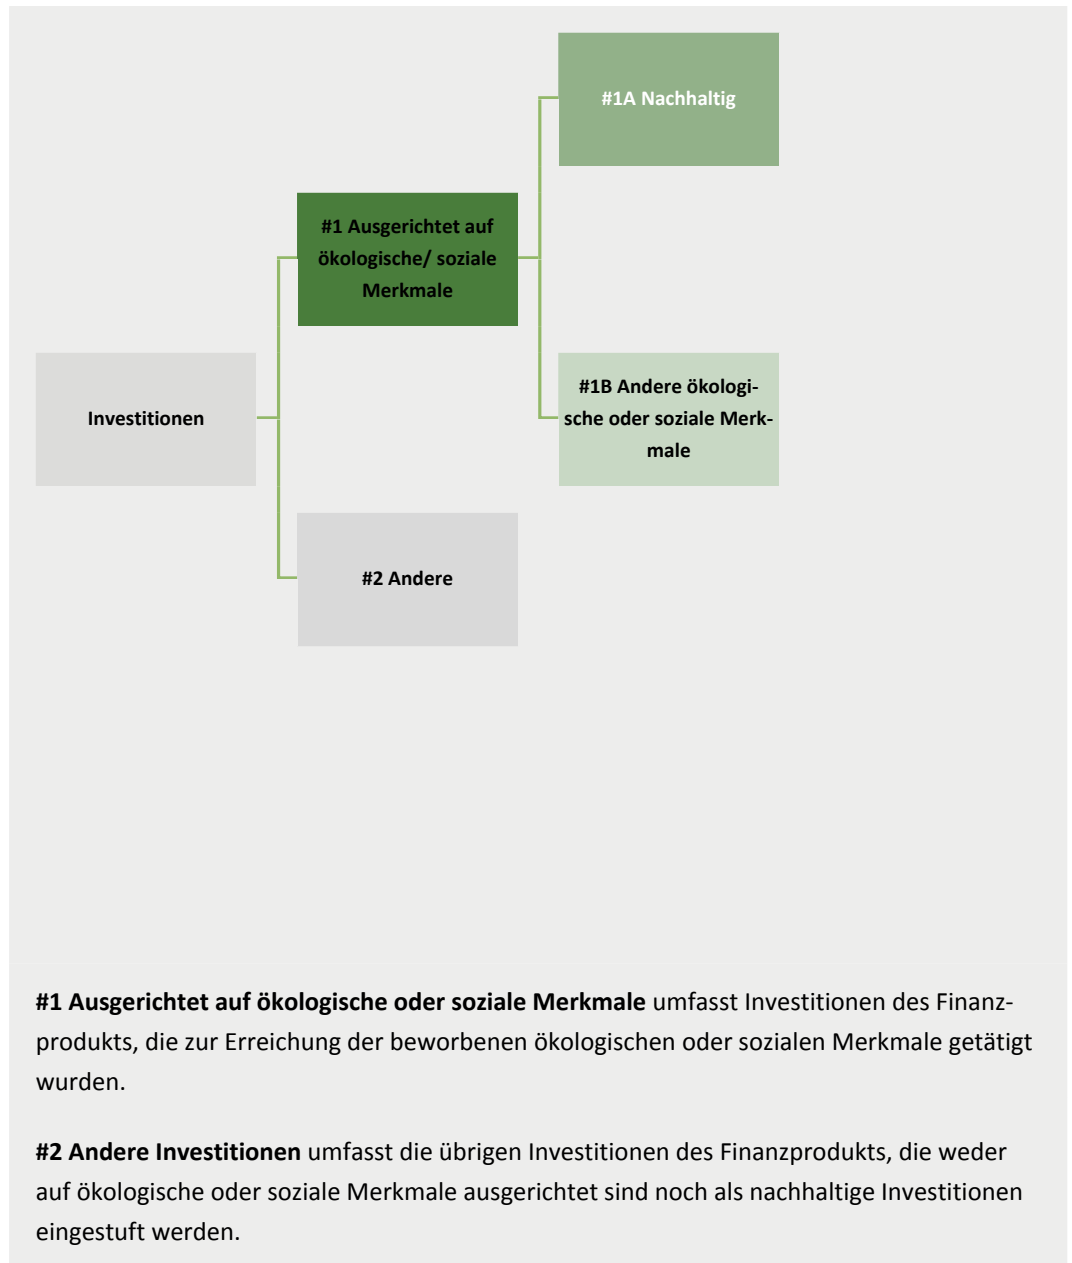 #1A Nachhaltig
#1 Ausgerichtet auf
ökologische/ soziale
Merkmale
Investitionen
#1B Andere ökologi-
sche oder soziale Merk-
male
#2 Andere
#1 Ausgerichtet auf ökologische oder soziale Merkmale umfasst Investitionen des Finanz-
produkts, die zur Erreichung der beworbenen ökologischen oder sozialen Merkmale getätigt
wurden.
#2 Andere Investitionen umfasst die übrigen Investitionen des Finanzprodukts, die weder
auf ökologische oder soziale Merkmale ausgerichtet sind noch als nachhaltige Investitionen
eingestuft werden.